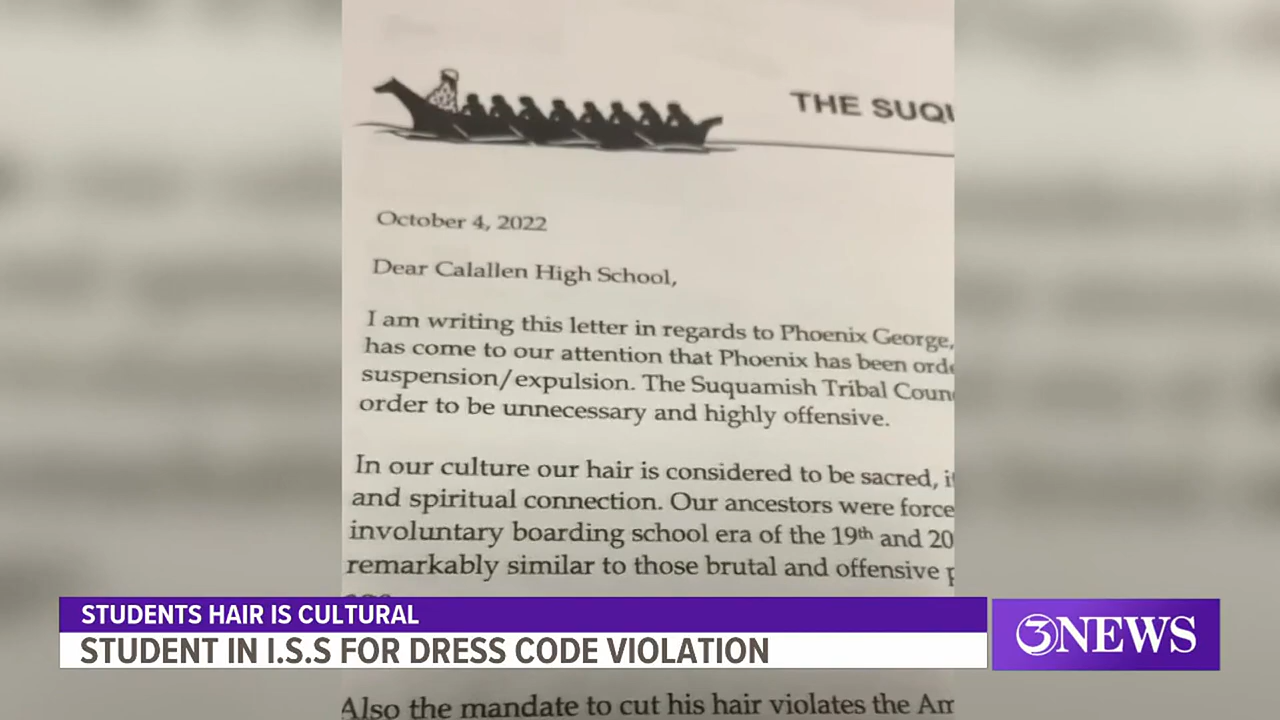 THE SUQU
October 4, 2022
Dear Calallen High School,
I am writing this letter in regards to Phoenix George,
has come to our attention that Phoenix has been orde
suspension/expulsion. The Suquamish Tribal Coun
order to be unnecessary and highly offensive.
In our culture our hair is considered to be sacred, it
and spiritual connection. Our ancestors were force
involuntary boarding school era of the 19th and 20
remarkably similar to those brutal and offensive p
STUDENTS HAIR IS CULTURAL
STUDENT IN I.S.S FOR DRESS CODE VIOLATION
3NEWS
Also the mandate to cut his hair violates the Am